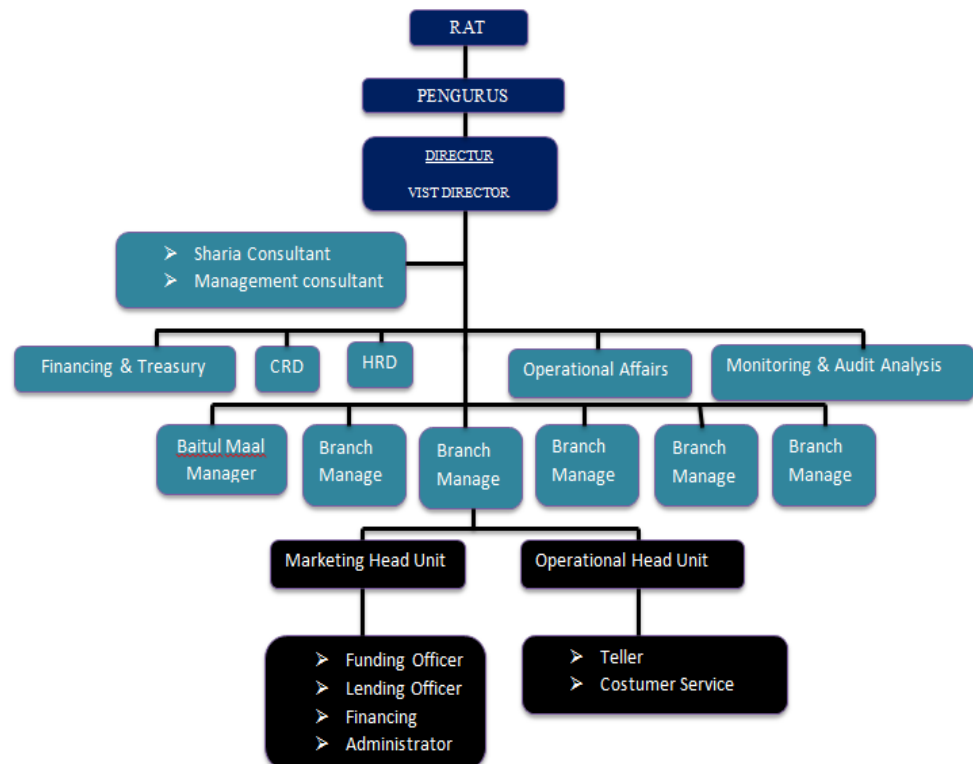 RAT
PENGURUS
DIRECTUR
VIST DIRECTOR
➢ Sharia Consultant
➢ Management consultant
Financing & Treasury
CRD
HRD
Operational Affairs
Monitoring & Audit Analysis
Baitul Maal
Manager
Branch
Manage
Branch
Manage
Branch
Manage
Branch
Manage
Branch
Manage
Marketing Head Unit
Operational Head Unit
➢ Funding Officer
➢ Lending Officer
➢ Financing
➢ Administrator
➢ Teller
➢ Costumer Service